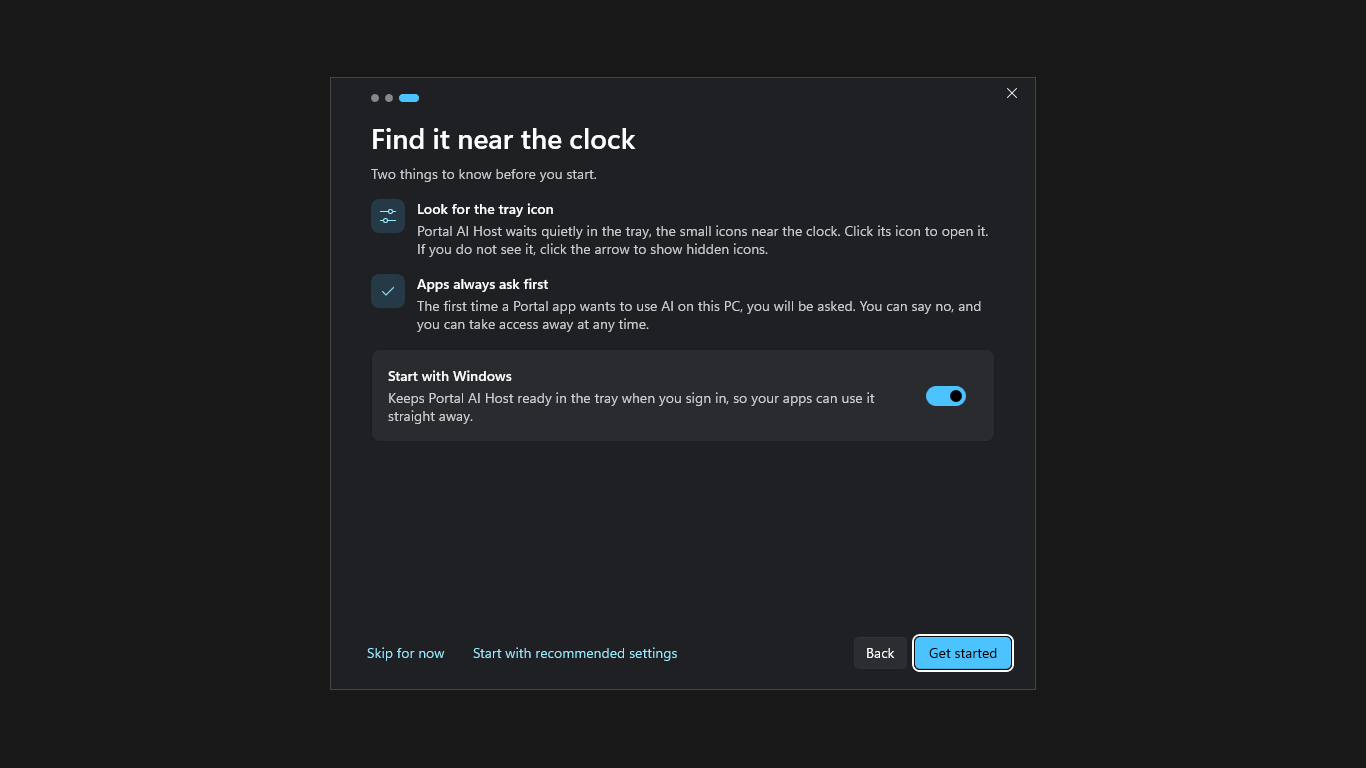 Find it near the clock
Two things to know before you start.
Look for the tray icon
Portal AI Host waits quietly in the tray, the small icons near the clock. Click its icon to open it.
If you do not see it, click the arrow to show hidden icons.
Apps always ask first
The first time a Portal app wants to use AI on this PC, you will be asked. You can say no, and
you can take access away at any time.
Start with Windows
Keeps Portal AI Host ready in the tray when you sign in, so your apps can use it
straight away.
Skip for now
Start with recommended settings
Back
Get started